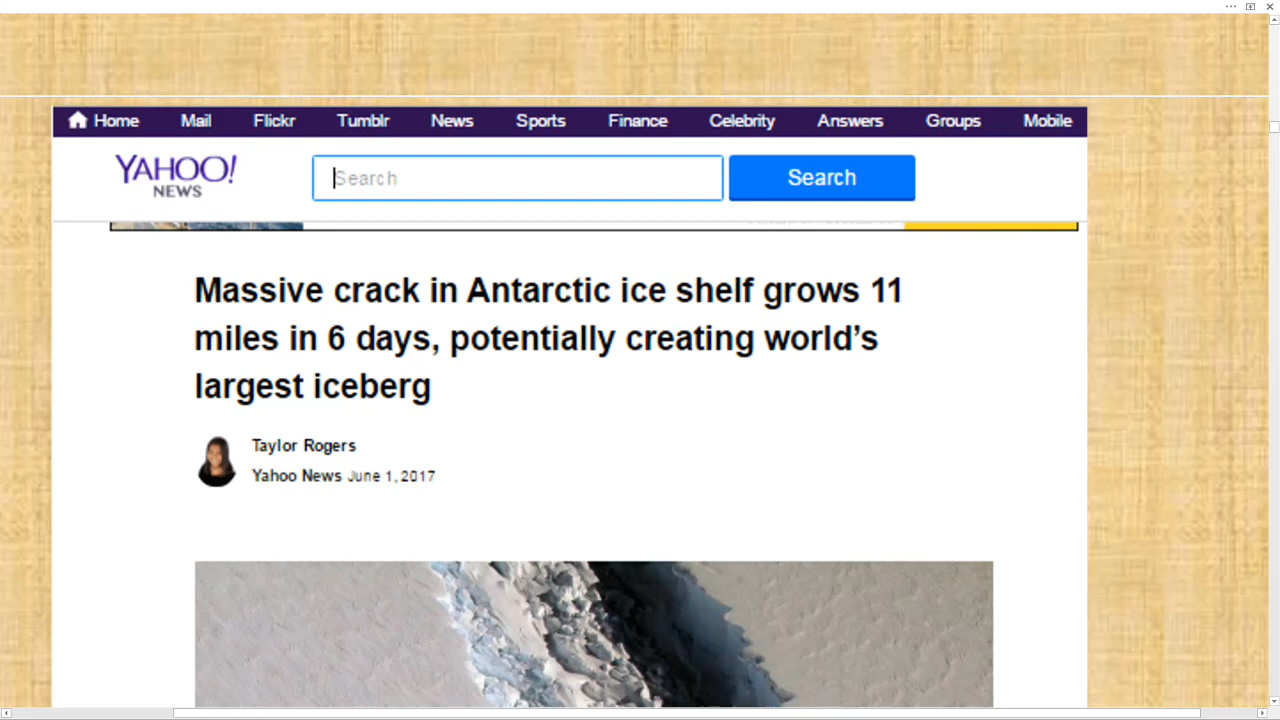 Home Mail Flickr Tumblr News Sports Finance Celebrity Answers Groups Mobile
YAHOO!
NEWS
Search Search
Massive crack in Antarctic ice shelf grows 11
miles in 6 days, potentially creating world’s
largest iceberg
Taylor Rogers
Yahoo News June 1, 2017